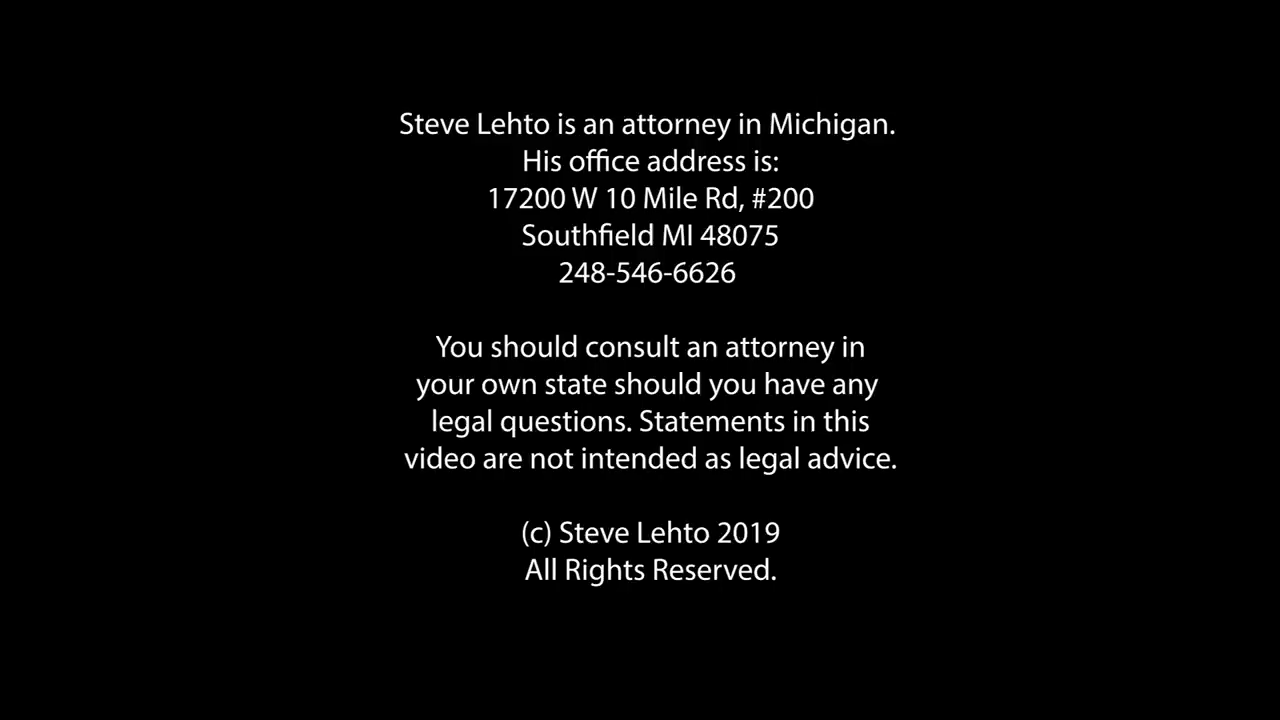 Steve Lehto is an attorney in Michigan.
His office address is:
17200 W 10 Mile Rd, #200
Southfield MI 48075
248-546-6626
You should consult an attorney in
your own state should you have any
legal questions. Statements in this
video are not intended as legal advice.
(c) Steve Lehto 2019
All Rights Reserved.